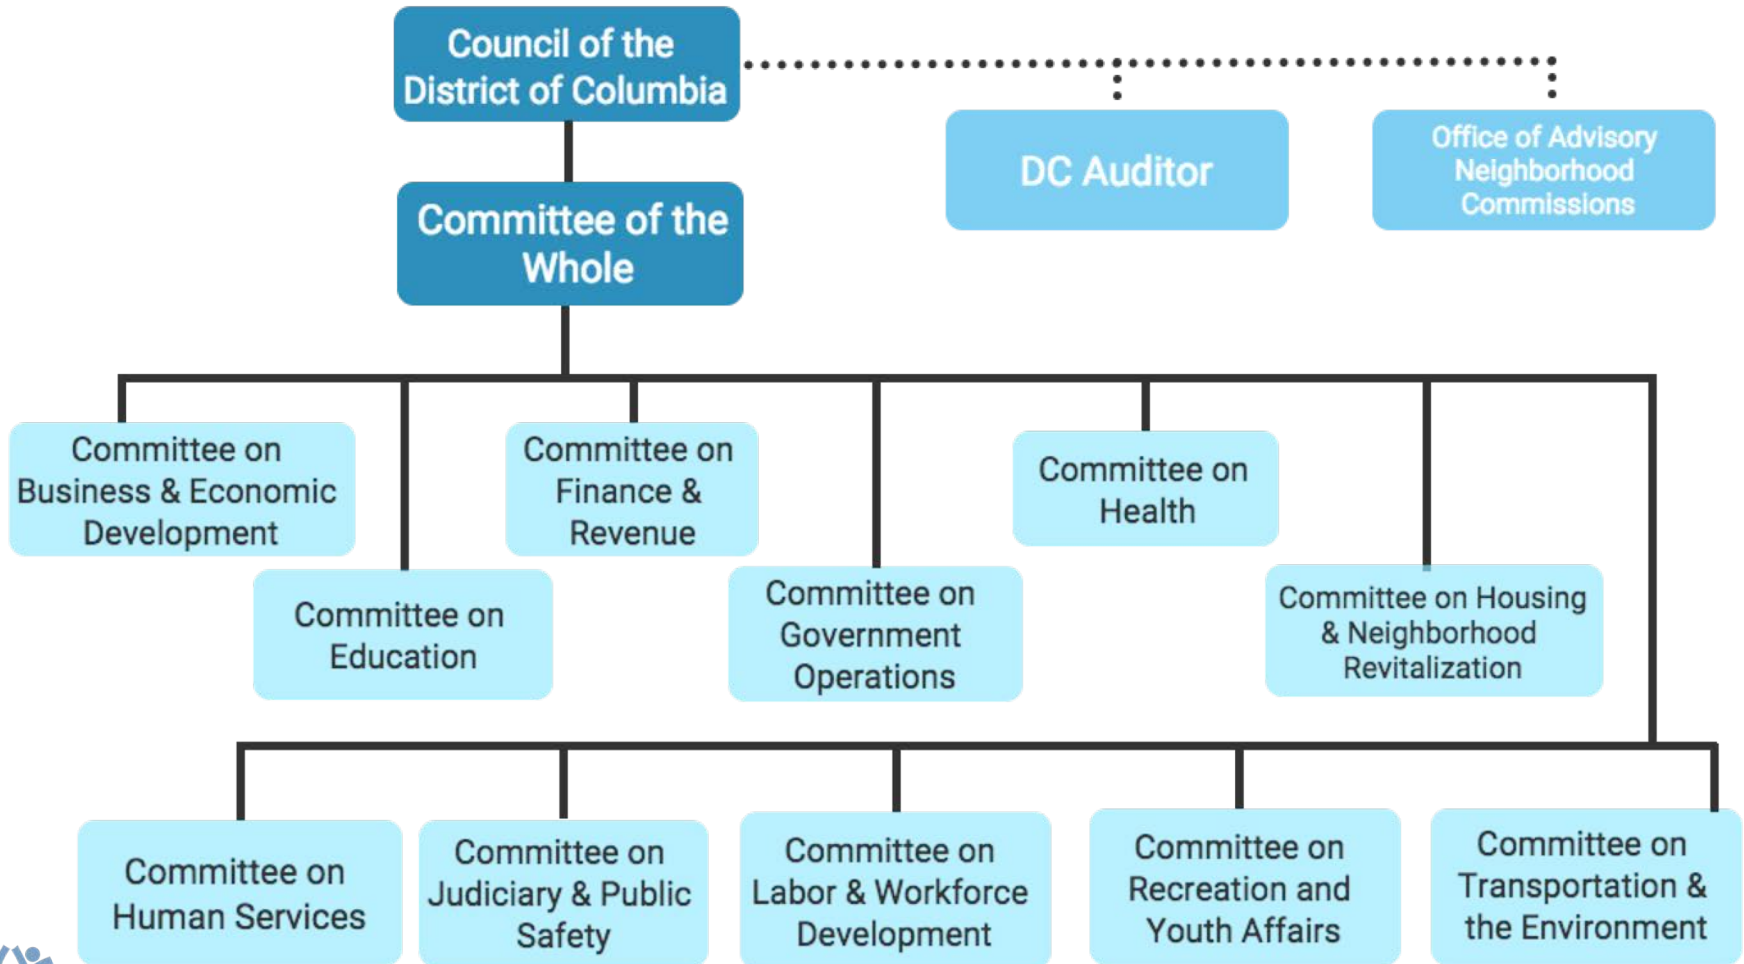 Council of the
District of Columbia
DC Auditor
Office of Advisory
Neighborhood
Commissions
Committee of the
Whole
Committee on
Business & Economic
Development
Committee on
Finance &
Revenue
Committee on
Health
Committee on
Education
Committee on
Government
Operations
Committee on Housing
& Neighborhood
Revitalization
Committee on
Human Services
Committee on
Judiciary & Public
Safety
Committee on
Labor & Workforce
Development
Committee on
Recreation and
Youth Affairs
Committee on
Transportation &
the Environment